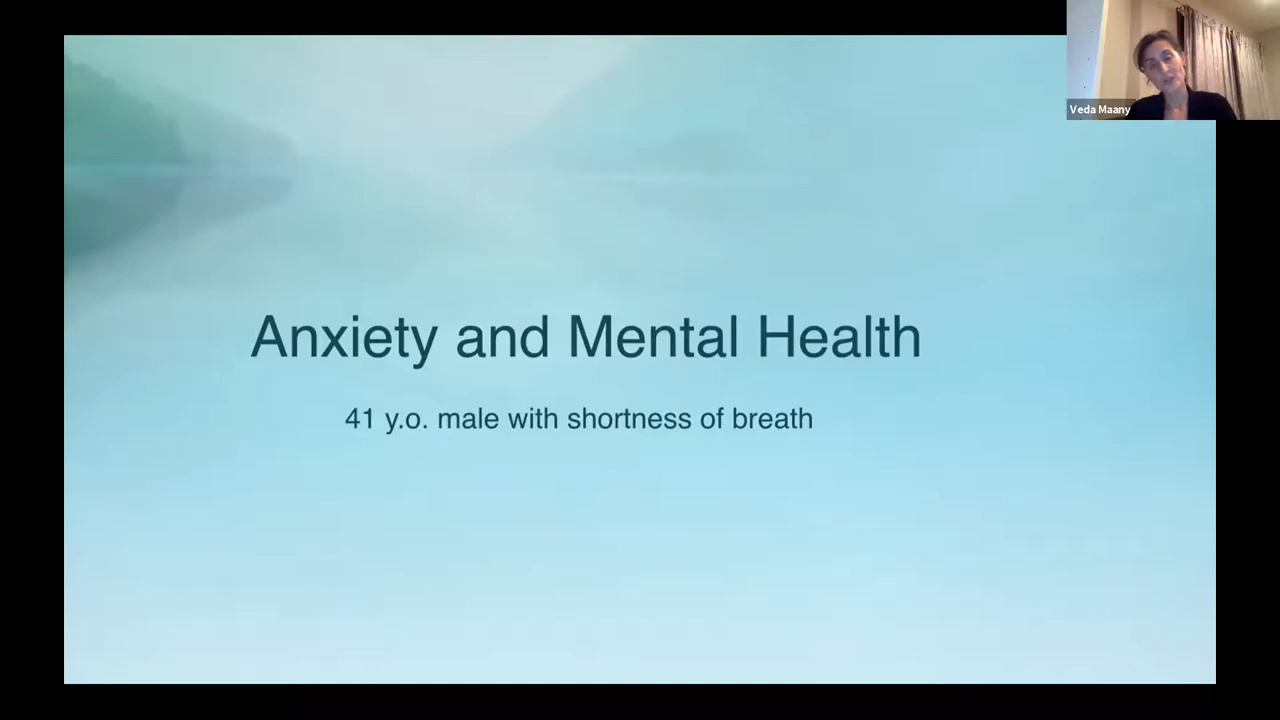 Veda Maany
Anxiety and Mental Health
41 y.o. male with shortness of breath